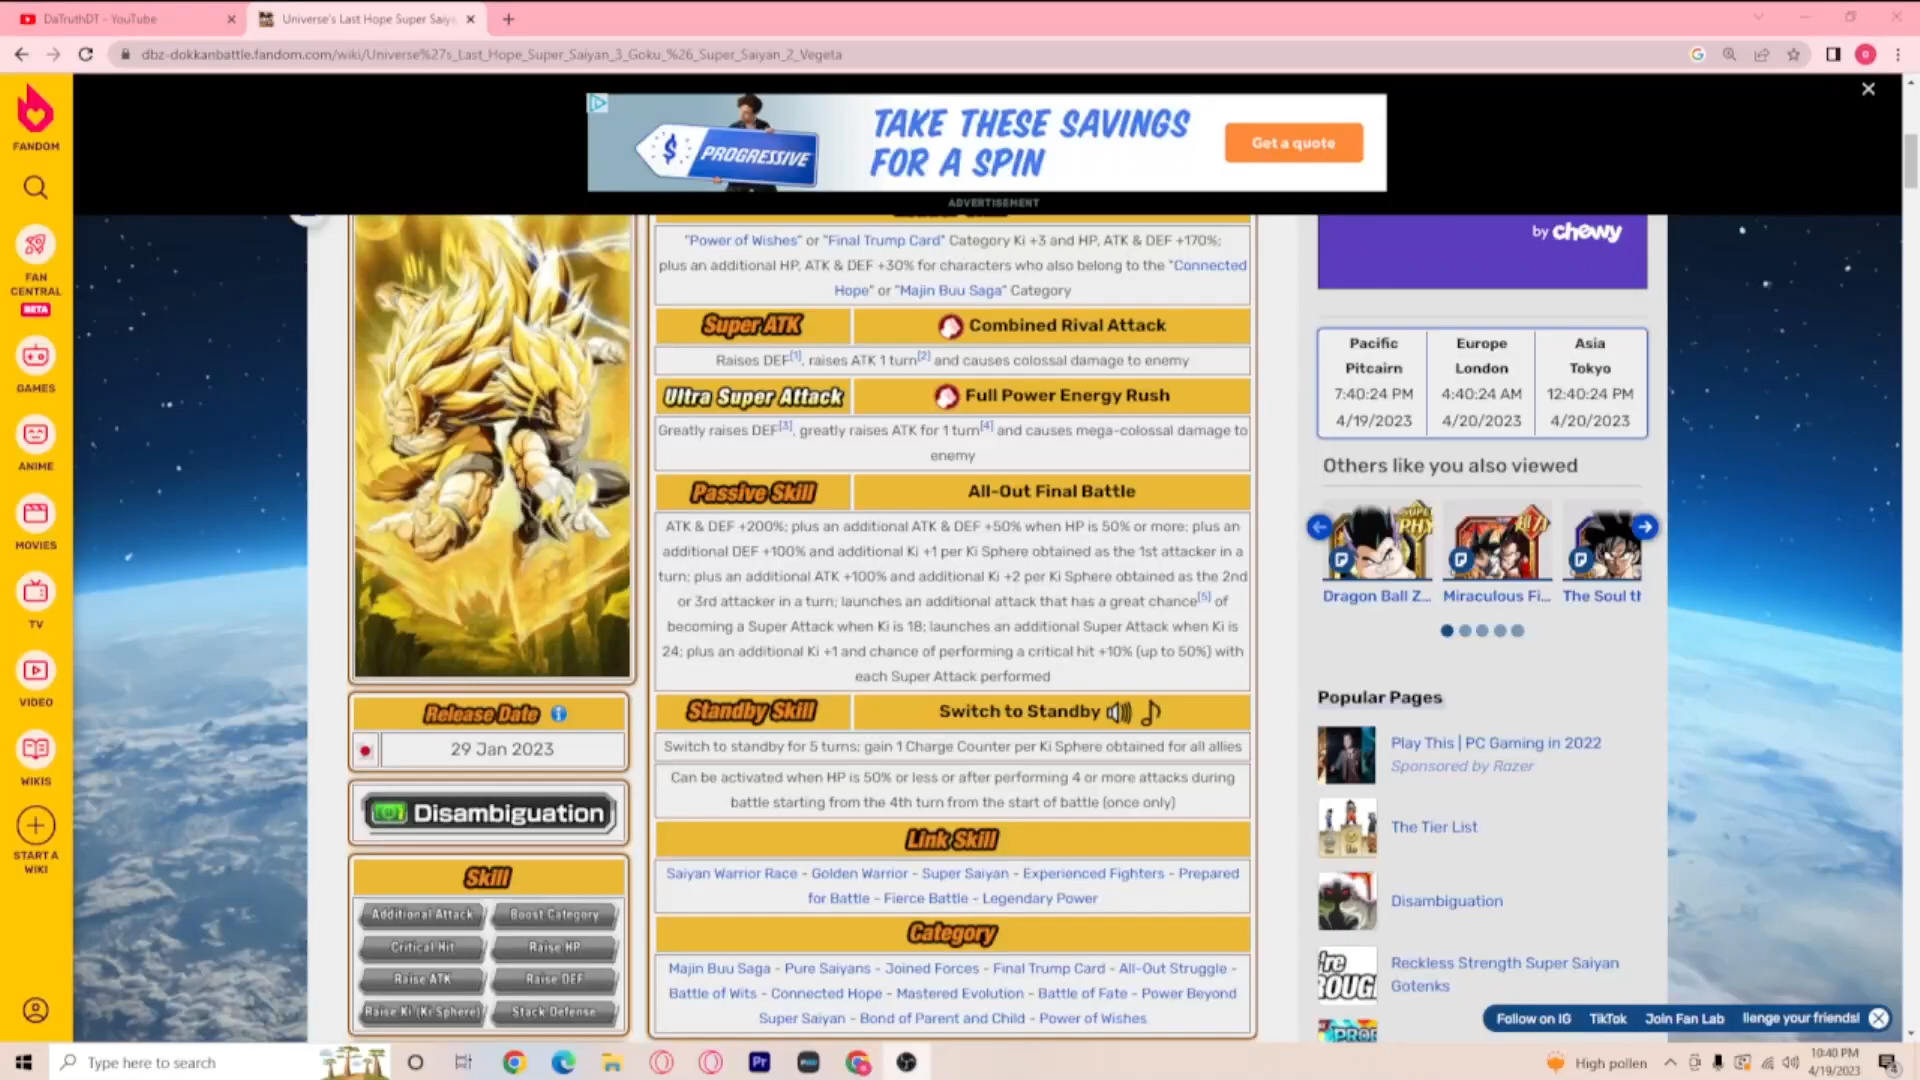 DaTruthDT - YouTube
Universe's Last Hope Super Saiya
dbz-dokkanbattle.fandom.com/wiki/Universe%27s_Last_Hope_Super_Saiyan_3_Goku_%26_Super_Saiyan_2_Vegeta
FANDOM
FAN CENTRAL
BETA
GAMES
ANIME
MOVIES
TV
VIDEO
WIKIS
START A WIKI
$ PROGRESSIVE
TAKE THESE SAVINGS
FOR A SPIN
Get a quote
ADVERTISEMENT
"Power of Wishes" or "Final Trump Card" Category Ki +3 and HP, ATK & DEF +170%;
plus an additional HP, ATK & DEF +30% for characters who also belong to the "Connected
Hope" or "Majin Buu Saga" Category
Super ATK
Combined Rival Attack
Raises DEF[1], raises ATK 1 turn[2] and causes colossal damage to enemy
Ultra Super Attack
Full Power Energy Rush
Greatly raises DEF[3], greatly raises ATK for 1 turn[4] and causes mega-colossal damage to
enemy
Passive Skill
All-Out Final Battle
ATK & DEF +200%; plus an additional ATK & DEF +50% when HP is 50% or more; plus an
additional DEF +100% and additional Ki +1 per Ki Sphere obtained as the 1st attacker in a
turn; plus an additional ATK +100% and additional Ki +2 per Ki Sphere obtained as the 2nd
or 3rd attacker in a turn; launches an additional attack that has a great chance[5] of
becoming a Super Attack when Ki is 18; launches an additional Super Attack when Ki is
24; plus an additional Ki +1 and chance of performing a critical hit +10% (up to 50%) with
each Super Attack performed
Standby Skill
Switch to Standby
Switch to standby for 5 turns; gain 1 Charge Counter per Ki Sphere obtained for all allies
Can be activated when HP is 50% or less or after performing 4 or more attacks during
battle starting from the 4th turn from the start of battle (once only)
Link Skill
Saiyan Warrior Race - Golden Warrior - Super Saiyan - Experienced Fighters - Prepared
for Battle - Fierce Battle - Legendary Power
Category
Majin Buu Saga - Pure Saiyans - Joined Forces - Final Trump Card - All-Out Struggle -
Battle of Wits - Connected Hope - Mastered Evolution - Battle of Fate - Power Beyond
Super Saiyan - Bond of Parent and Child - Power of Wishes
Release Date
29 Jan 2023
Disambiguation
Skill
Additional Attack
Boost Category
Critical Hit
Raise HP
Raise ATK
Raise DEF
Raise Ki (Ki Sphere)
Stack Defense
by chewy
Pacific Europe Asia
Pitcairn London Tokyo
7:40:24 PM 4:40:24 AM 12:40:24 PM
4/19/2023 4/20/2023 4/20/2023
Others like you also viewed
Dragon Ball Z... Miraculous Fi... The Soul th
Popular Pages
Play This | PC Gaming in 2022
Sponsored by Razer
The Tier List
Disambiguation
Reckless Strength Super Saiyan
Gotenks
Follow on IG TikTok Join Fan Lab llenge your friends!
Type here to search
Pr
High pollen
10:40 PM
4/19/2023